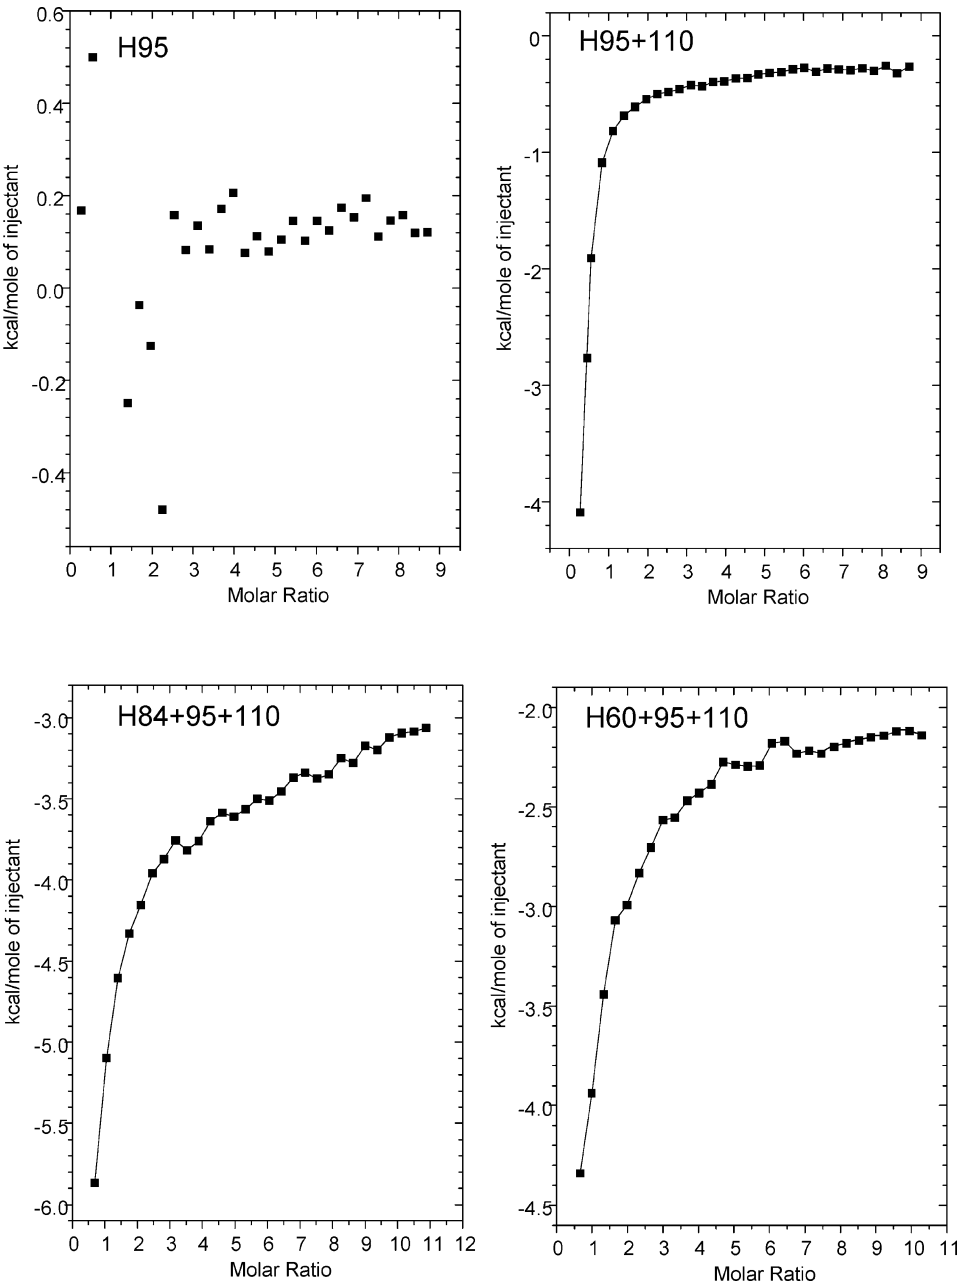 H95
kcal/mole of injectant
0.6
0.4
0.2
0.0
-0.2
-0.4
0 1 2 3 4 5 6 7 8 9
Molar Ratio
H95+110
kcal/mole of injectant
0
-1
-2
-3
-4
0 1 2 3 4 5 6 7 8 9
Molar Ratio
H84+95+110
kcal/mole of injectant
-3.0
-3.5
-4.0
-4.5
-5.0
-5.5
-6.0
0 1 2 3 4 5 6 7 8 9 10 11 12
Molar Ratio
H60+95+110
kcal/mole of injectant
-2.0
-2.5
-3.0
-3.5
-4.0
-4.5
0 1 2 3 4 5 6 7 8 9 10 11
Molar Ratio